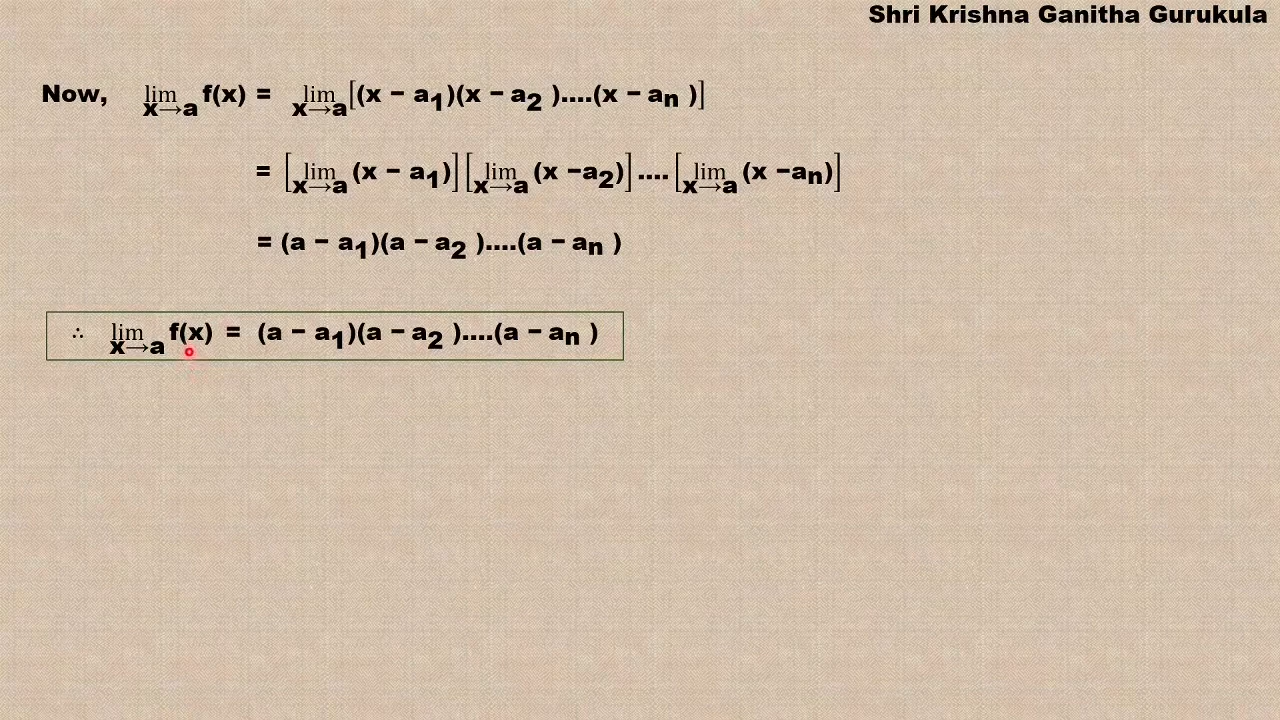 Shri Krishna Ganitha Gurukula
Now, lim x→a f(x) = lim x→a [(x − a₁)(x − a₂ )....(x − aₙ )]
= [lim x→a (x − a₁)] [lim x→a (x −a₂)] .... [lim x→a (x −aₙ)]
= (a − a₁)(a − a₂ )....(a − aₙ )
∴ lim x→a f(x) = (a − a₁)(a − a₂ )....(a − aₙ )